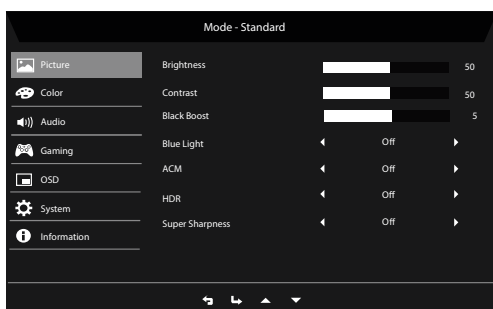 Mode - Standard
Picture
Color
Audio
Gaming
OSD
System
Information
Brightness 50
Contrast 50
Black Boost 5
Blue Light Off
ACM Off
HDR Off
Super Sharpness Off